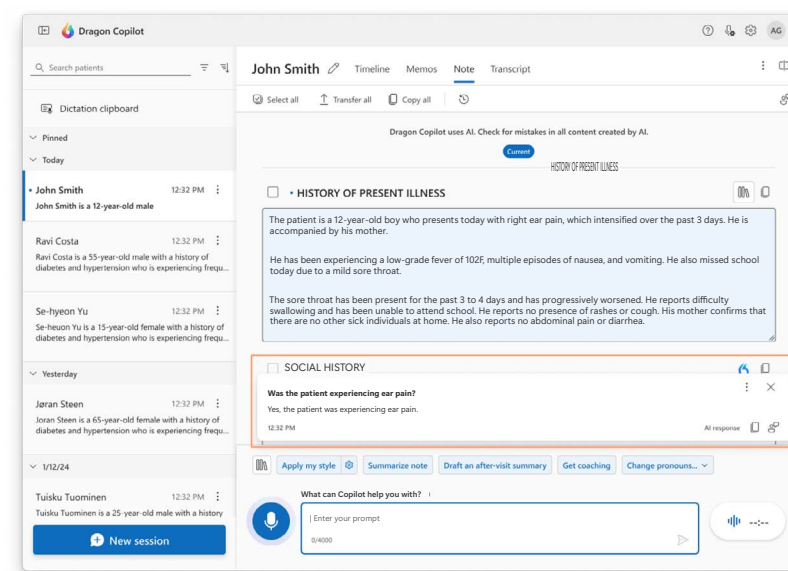 Dragon Copilot
AG
Search patients
Dictation clipboard
Pinned
Today
John Smith 12:32 PM
John Smith is a 12-year-old male
Ravi Costa 12:32 PM
Ravi Costa is a 55-year-old male with a history of
diabetes and hypertension who is experiencing frequ...
Se-hyeon Yu 12:32 PM
Se-heuon Yu is a 15-year-old female with a history of
diabetes and hypertension who is experiencing frequ...
Yesterday
Jøran Steen 12:32 PM
Joran Steen is a 65-year-old female with a history of
diabetes and hypertension who is experiencing frequ...
1/12/24
Tuisku Tuominen 12:32 PM
Tuisku Tuominen is a 25-year-old male with a history
New session
John Smith Timeline Memos Note Transcript
Select all Transfer all Copy all
Dragon Copilot uses AI. Check for mistakes in all content created by AI.
Current
HISTORY OF PRESENT ILLNESS
• HISTORY OF PRESENT ILLNESS
The patient is a 12-year-old boy who presents today with right ear pain, which intensified over the past 3 days. He is
accompanied by his mother.
He has been experiencing a low-grade fever of 102F, multiple episodes of nausea, and vomiting. He also missed school
today due to a mild sore throat.
The sore throat has been present for the past 3 to 4 days and has progressively worsened. He reports difficulty
swallowing and has been unable to attend school. He reports no presence of rashes or cough. His mother confirms that
there are no other sick individuals at home. He also reports no abdominal pain or diarrhea.
SOCIAL HISTORY
Was the patient experiencing ear pain?
Yes, the patient was experiencing ear pain.
12:32 PM AI response
Apply my style Summarize note Draft an after-visit summary Get coaching Change pronouns...
What can Copilot help you with?
Enter your prompt
0/4000
--:--